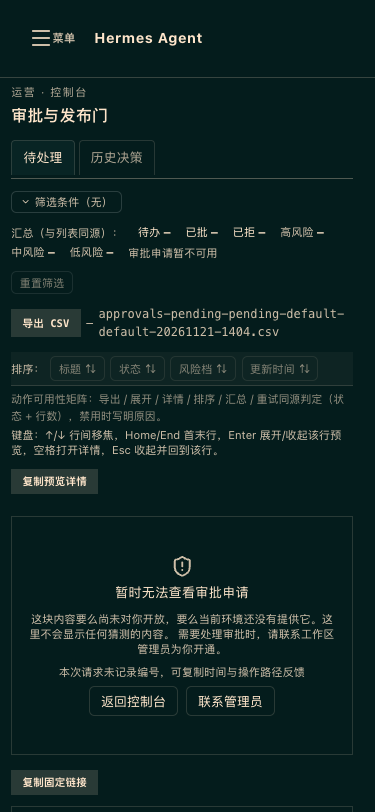 菜单 Hermes Agent
运营 · 控制台
审批与发布门
待处理 历史决策
筛选条件（无）
汇总（与列表同源）： 待办 — 已批 — 已拒 — 高风险 —
中风险 — 低风险 — 审批申请暂不可用
重置筛选
导出 CSV — approvals-pending-pending-default-
default-20261121-1404.csv
排序： 标题 ⇅ 状态 ⇅ 风险档 ⇅ 更新时间 ⇅
动作可用性矩阵：导出 / 展开 / 详情 / 排序 / 汇总 / 重试同源判定（状
态 + 行数），禁用时写明原因。
键盘：↑/↓ 行间移焦，Home/End 首末行，Enter 展开/收起该行预
览，空格打开详情，Esc 收起并回到该行。
复制预览详情
暂时无法查看审批申请
这块内容要么尚未对你开放，要么当前环境还没有提供它。这
里不会显示任何猜测的内容。 需要处理审批时，请联系工作区
管理员为你开通。
本次请求未记录编号，可复制时间与操作路径反馈
返回控制台 联系管理员
复制固定链接